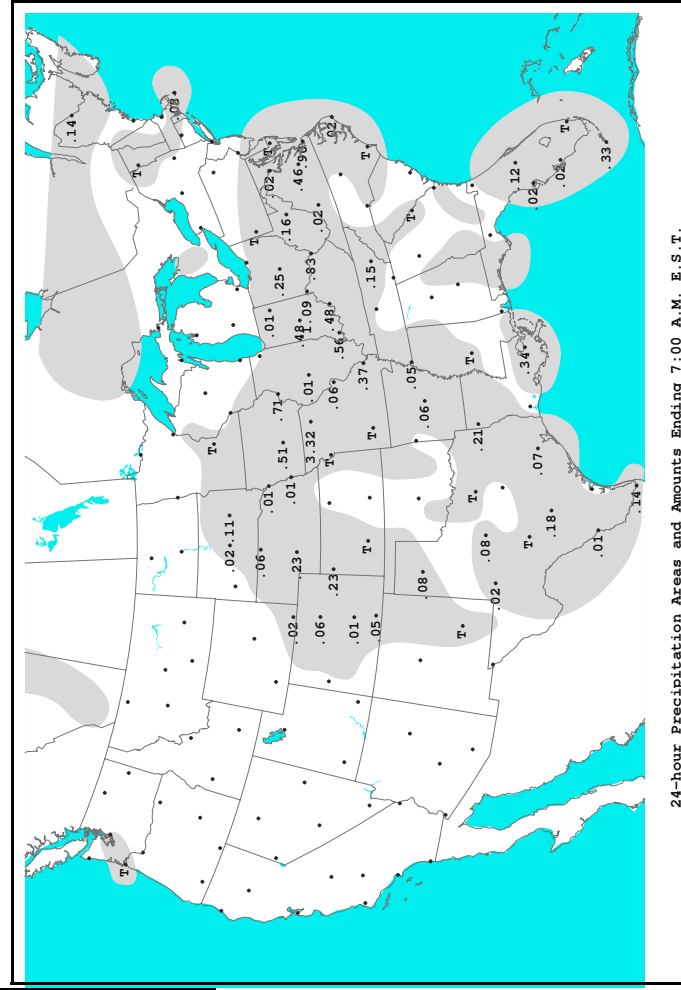 .14
T
T
.08
T
.02 .11
T
.06
.01 .01 .02 T
.71 .25
.51 .16
.01
.02 .23 .48 .46 .90
1.09
3.32 .01 .83
.06 .02
.23 T .06 .48 .02
.56
.01 .37
T T .15 T
.05
.05 T
.08 .06
T T
T .21
.08
.02 .12
T .34 .02
.07
.18 .02 T
.01 .33
.14
24-hour Precipitation Areas and Amounts Ending 7:00 A.M. E.S.T.